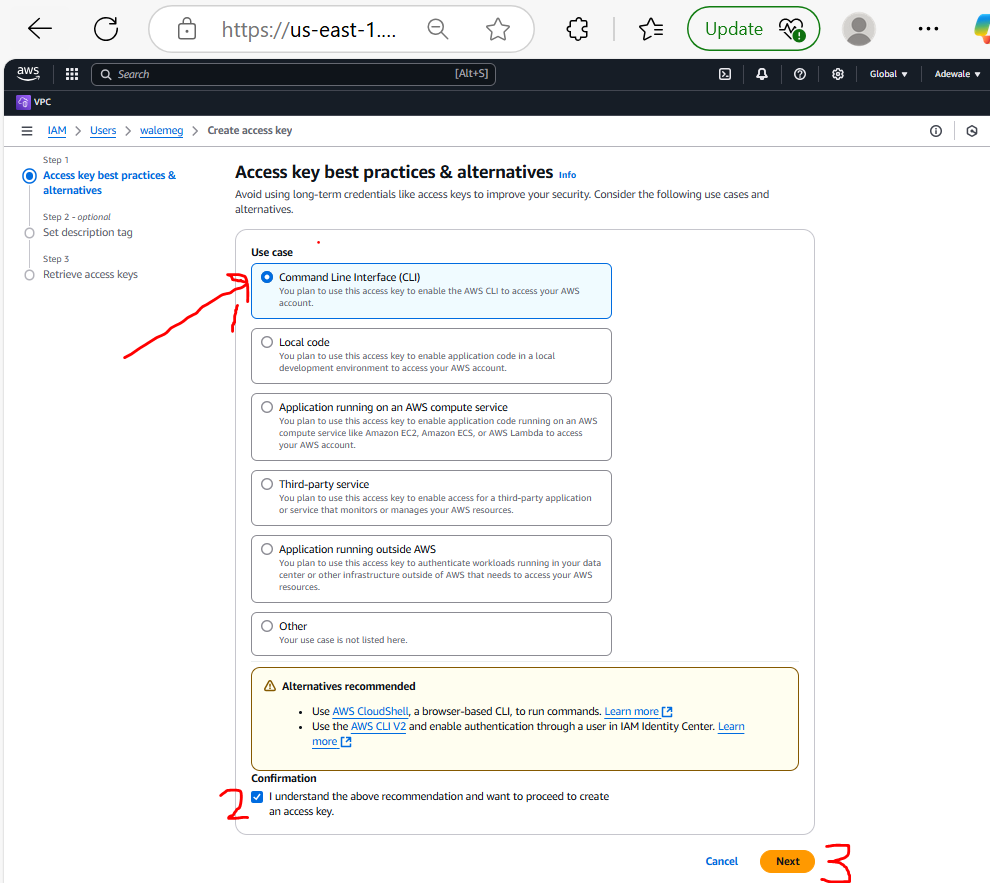 https://us-east-1....
Update
aws
Search
[Alt+S]
Global
Adewale
VPC
IAM > Users > walemeg > Create access key
Step 1
Access key best practices &
alternatives
Step 2 - optional
Set description tag
Step 3
Retrieve access keys
Access key best practices & alternatives Info
Avoid using long-term credentials like access keys to improve your security. Consider the following use cases and
alternatives.
Use case
1
Command Line Interface (CLI)
You plan to use this access key to enable the AWS CLI to access your AWS
account.
Local code
You plan to use this access key to enable application code in a local
development environment to access your AWS account.
Application running on an AWS compute service
You plan to use this access key to enable application code running on an AWS
compute service like Amazon EC2, Amazon ECS, or AWS Lambda to access
your AWS account.
Third-party service
You plan to use this access key to enable access for a third-party application
or service that monitors or manages your AWS resources.
Application running outside AWS
You plan to use this access key to authenticate workloads running in your data
center or other infrastructure outside of AWS that needs to access your AWS
resources.
Other
Your use case is not listed here.
Alternatives recommended
• Use AWS CloudShell, a browser-based CLI, to run commands. Learn more
• Use the AWS CLI V2 and enable authentication through a user in IAM Identity Center. Learn
more
Confirmation
2
I understand the above recommendation and want to proceed to create
an access key.
Cancel
Next
3